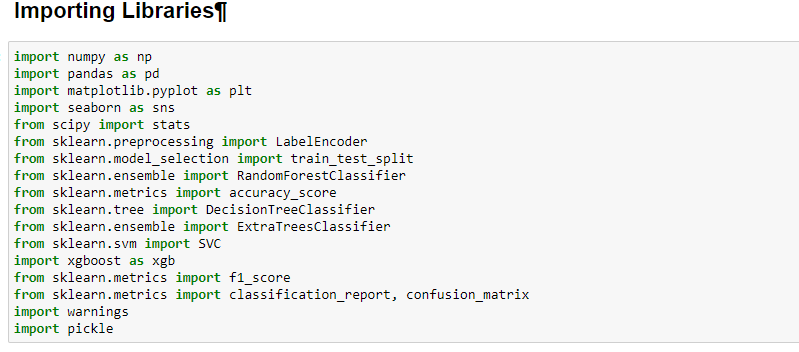 Importing Libraries¶
import numpy as np
import pandas as pd
import matplotlib.pyplot as plt
import seaborn as sns
from scipy import stats
from sklearn.preprocessing import LabelEncoder
from sklearn.model_selection import train_test_split
from sklearn.ensemble import RandomForestClassifier
from sklearn.metrics import accuracy_score
from sklearn.tree import DecisionTreeClassifier
from sklearn.ensemble import ExtraTreesClassifier
from sklearn.svm import SVC
import xgboost as xgb
from sklearn.metrics import f1_score
from sklearn.metrics import classification_report, confusion_matrix
import warnings
import pickle